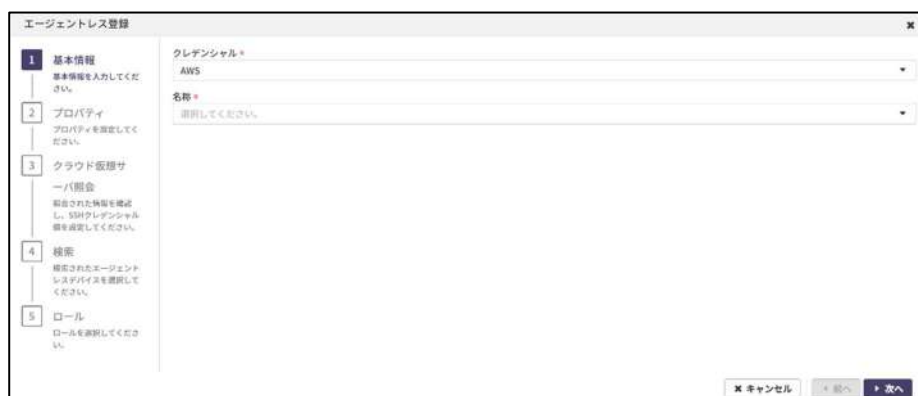 エージェントレス登録
✖
1 基本情報
基本情報を入力してくだ
さい。
2 プロパティ
プロパティを設定してく
ださい。
3 クラウド仮想サ
ーバ照会
照会された情報を確認
し、SSHクレデンシャル
個を設定してください。
4 検索
検索されたエージェント
レスデバイスを選択して
ください。
5 ロール
ロールを選択してくださ
い。
クレデンシャル *
AWS
名称 *
選択してください。
✖ キャンセル
前へ
次へ